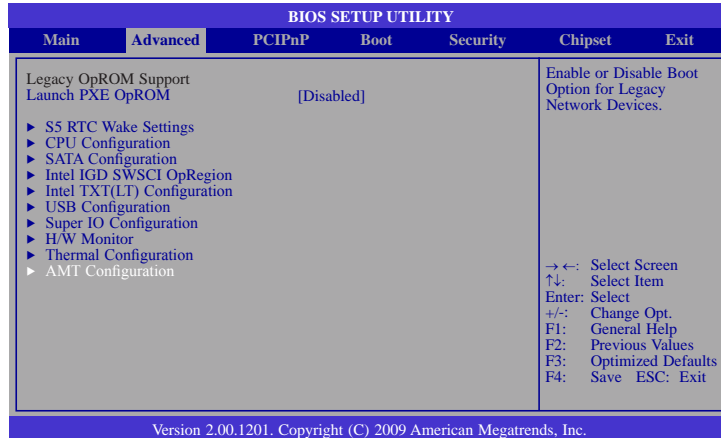 BIOS SETUP UTILITY
Main Advanced PCIPnP Boot Security Chipset Exit
Legacy OpROM Support
Launch PXE OpROM [Disabled]
► S5 RTC Wake Settings
► CPU Configuration
► SATA Configuration
► Intel IGD SWSCI OpRegion
► Intel TXT(LT) Configuration
► USB Configuration
► Super IO Configuration
► H/W Monitor
► Thermal Configuration
► AMT Configuration
Enable or Disable Boot
Option for Legacy
Network Devices.
→←: Select Screen
↑↓: Select Item
Enter: Select
+/-: Change Opt.
F1: General Help
F2: Previous Values
F3: Optimized Defaults
F4: Save ESC: Exit
Version 2.00.1201. Copyright (C) 2009 American Megatrends, Inc.